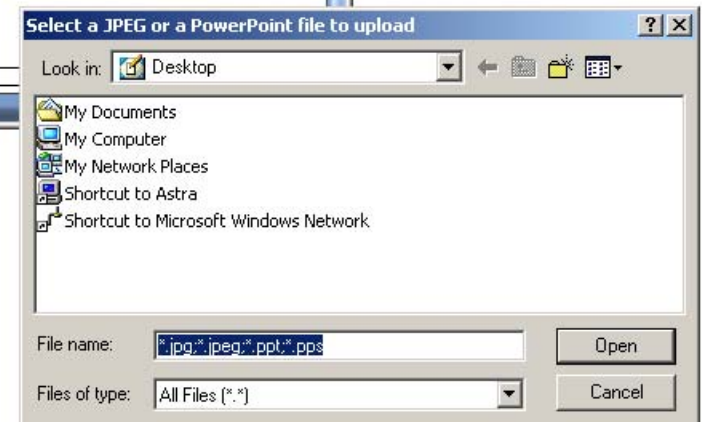 Select a JPEG or a PowerPoint file to upload
Look in: Desktop
My Documents
My Computer
My Network Places
Shortcut to Astra
Shortcut to Microsoft Windows Network
File name: *.jpg;*.jpeg;*.ppt;*.pps Open
Files of type: All Files (*.*) Cancel